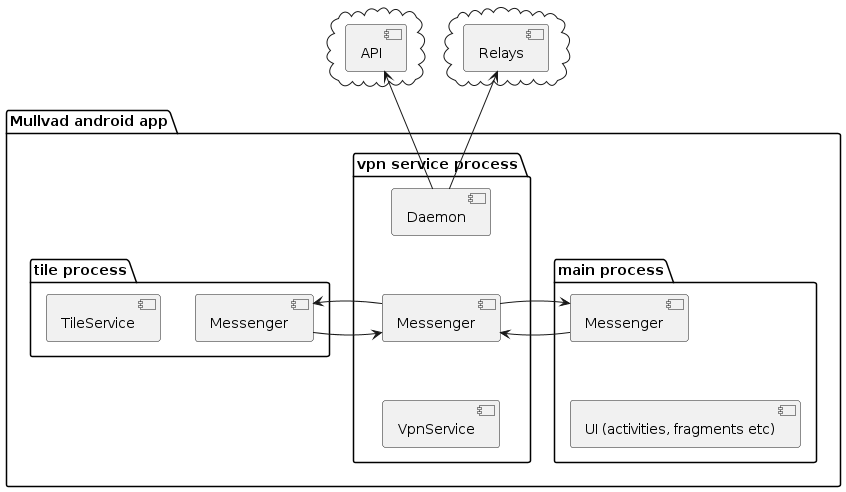 API
Relays
Mullvad android app
vpn service process
Daemon
tile process
main process
TileService
Messenger
Messenger
Messenger
VpnService
UI (activities, fragments etc)